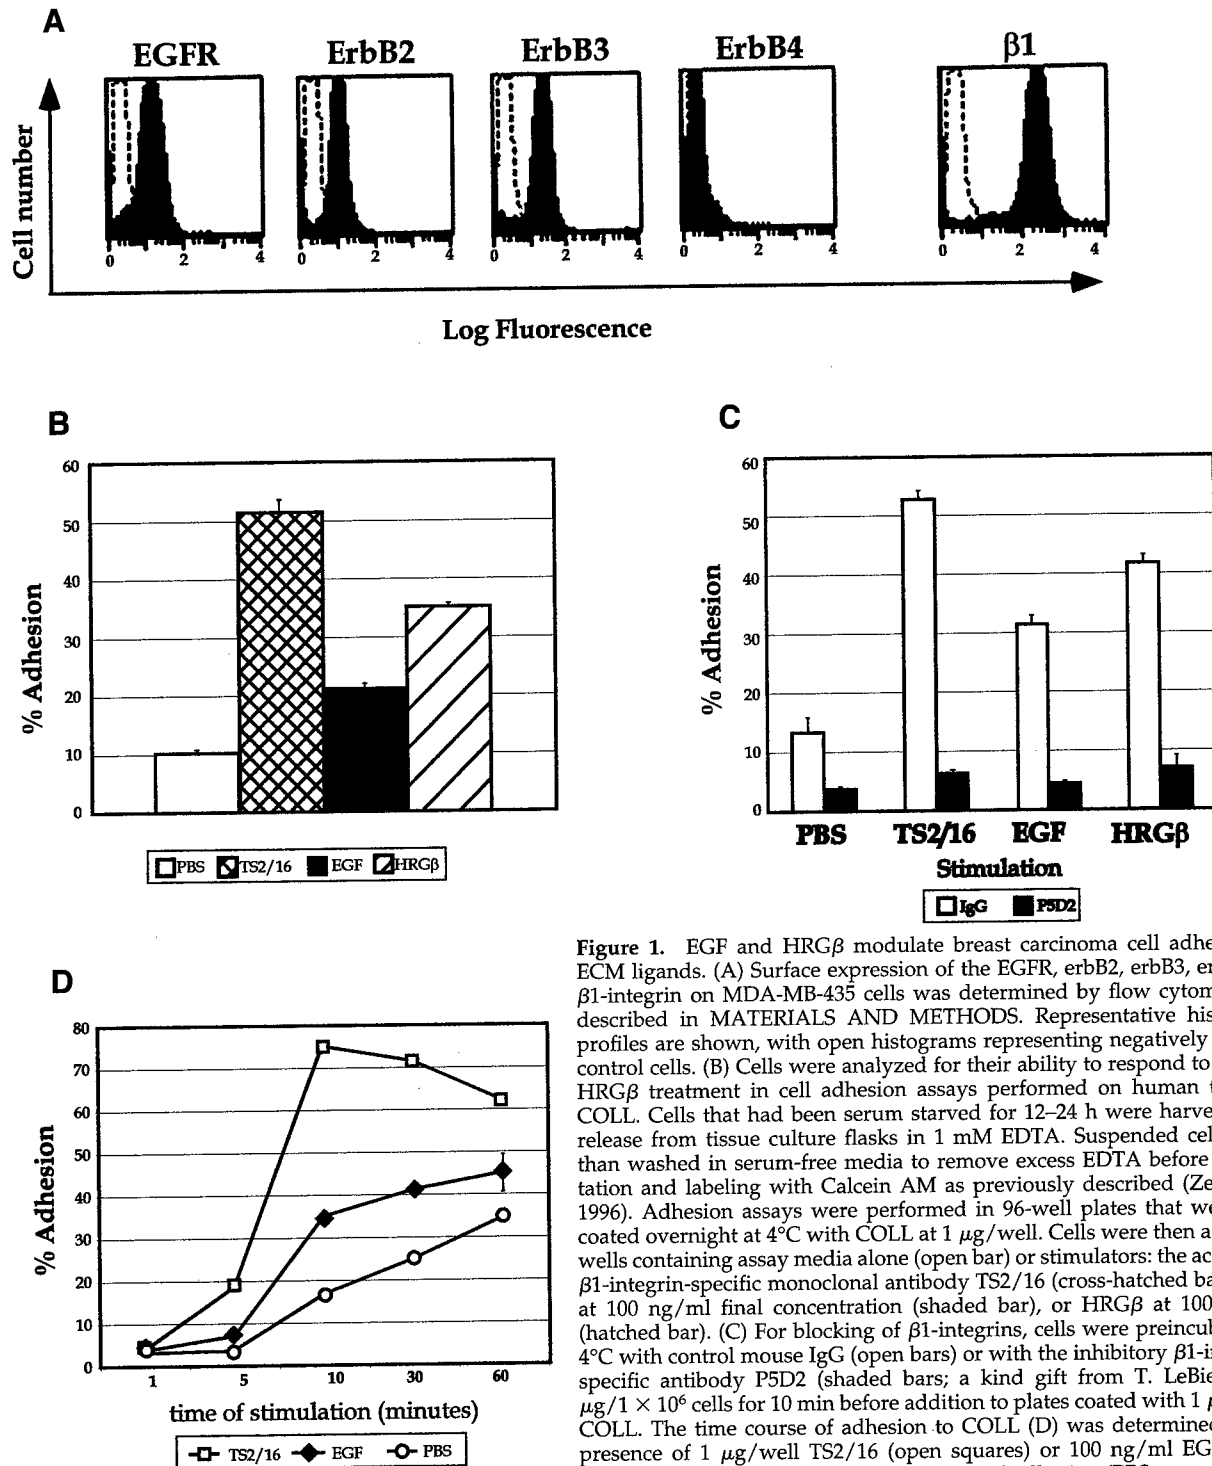 A
EGFR ErbB2 ErbB3 ErbB4 β1
Cell number
0 2 4 0 2 4 0 2 4 0 2 4 0 2 4
Log Fluorescence
B
60
50
40
30
20
10
0
% Adhesion
PBS TS2/16 EGF HRGβ
C
60
50
40
30
20
10
0
% Adhesion
PBS TS2/16 EGF HRGβ
Stimulation
IgG P5D2
D
80
70
60
50
40
30
20
10
0
% Adhesion
1 5 10 30 60
time of stimulation (minutes)
TS2/16 EGF PBS
Figure 1. EGF and HRGβ modulate breast carcinoma cell adhe
ECM ligands. (A) Surface expression of the EGFR, erbB2, erbB3, er
β1-integrin on MDA-MB-435 cells was determined by flow cytom
described in MATERIALS AND METHODS. Representative his
profiles are shown, with open histograms representing negatively
control cells. (B) Cells were analyzed for their ability to respond to
HRGβ treatment in cell adhesion assays performed on human t
COLL. Cells that had been serum starved for 12–24 h were harve
release from tissue culture flasks in 1 mM EDTA. Suspended cel
than washed in serum-free media to remove excess EDTA before
tation and labeling with Calcein AM as previously described (Ze
1996). Adhesion assays were performed in 96-well plates that we
coated overnight at 4°C with COLL at 1 μg/well. Cells were then a
wells containing assay media alone (open bar) or stimulators: the ac
β1-integrin-specific monoclonal antibody TS2/16 (cross-hatched ba
at 100 ng/ml final concentration (shaded bar), or HRGβ at 100
(hatched bar). (C) For blocking of β1-integrins, cells were preincub
4°C with control mouse IgG (open bars) or with the inhibitory β1-i
specific antibody P5D2 (shaded bars; a kind gift from T. LeBie
μg/1 × 10⁶ cells for 10 min before addition to plates coated with 1 μ
COLL. The time course of adhesion to COLL (D) was determined
presence of 1 μg/well TS2/16 (open squares) or 100 ng/ml EG